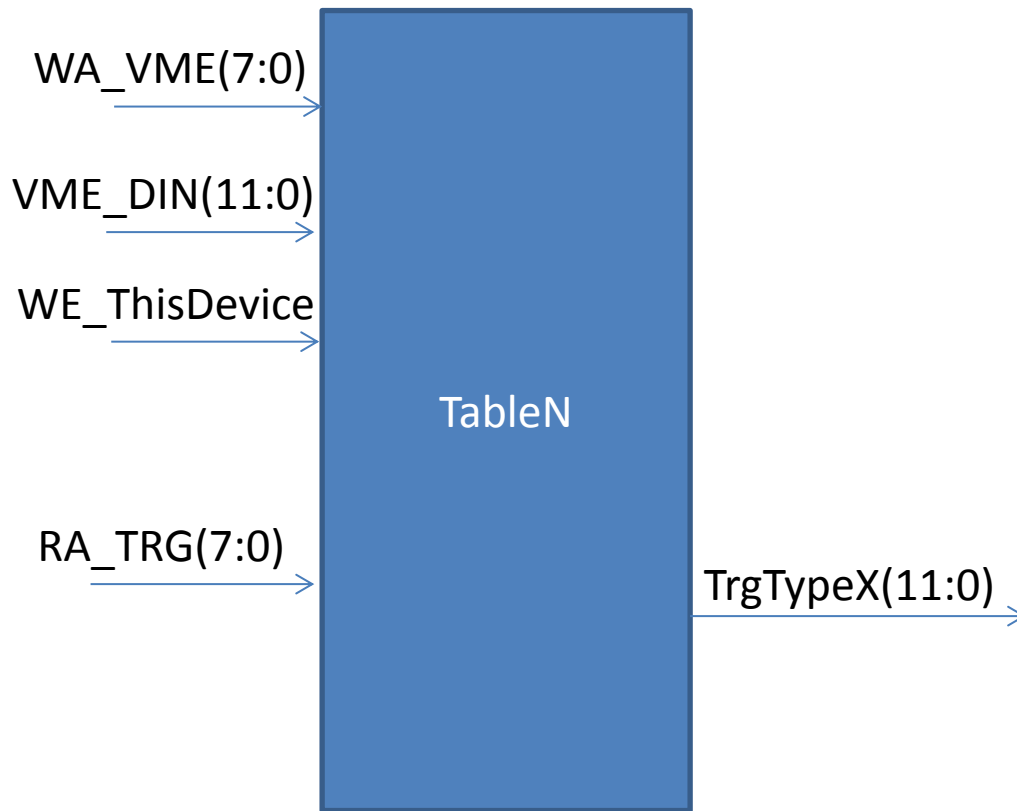 WA_VME(7:0)
VME_DIN(11:0)
WE_ThisDevice
TableN
RA_TRG(7:0)
TrgTypeX(11:0)